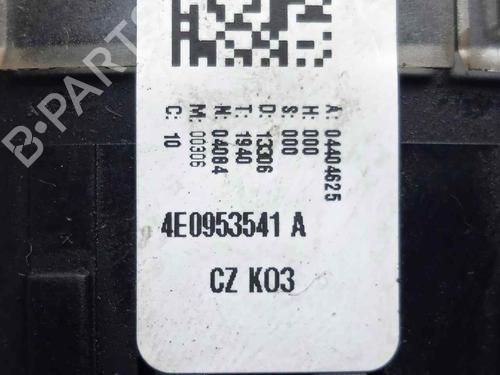 A: 04404625
H: 000
S: 000
D: 13306
T: 1940
N: 04084
M: 00306
C: 10
4E0953541 A
CZ K03
B-PARTS